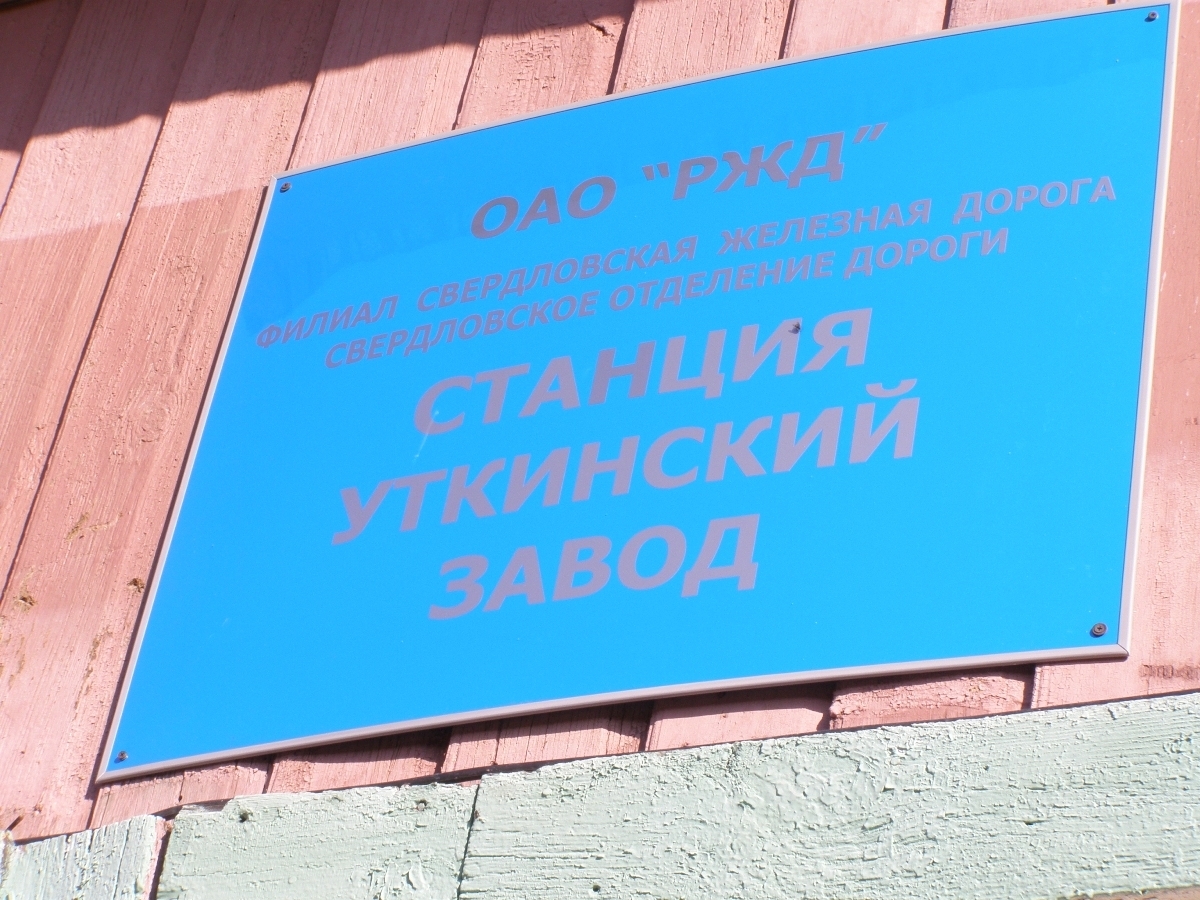 ОАО “РЖД”
ФИЛИАЛ СВЕРДЛОВСКАЯ ЖЕЛЕЗНАЯ ДОРОГА
СВЕРДЛОВСКОЕ ОТДЕЛЕНИЕ ДОРОГИ
СТАНЦИЯ
УТКИНСКИЙ
ЗАВОД